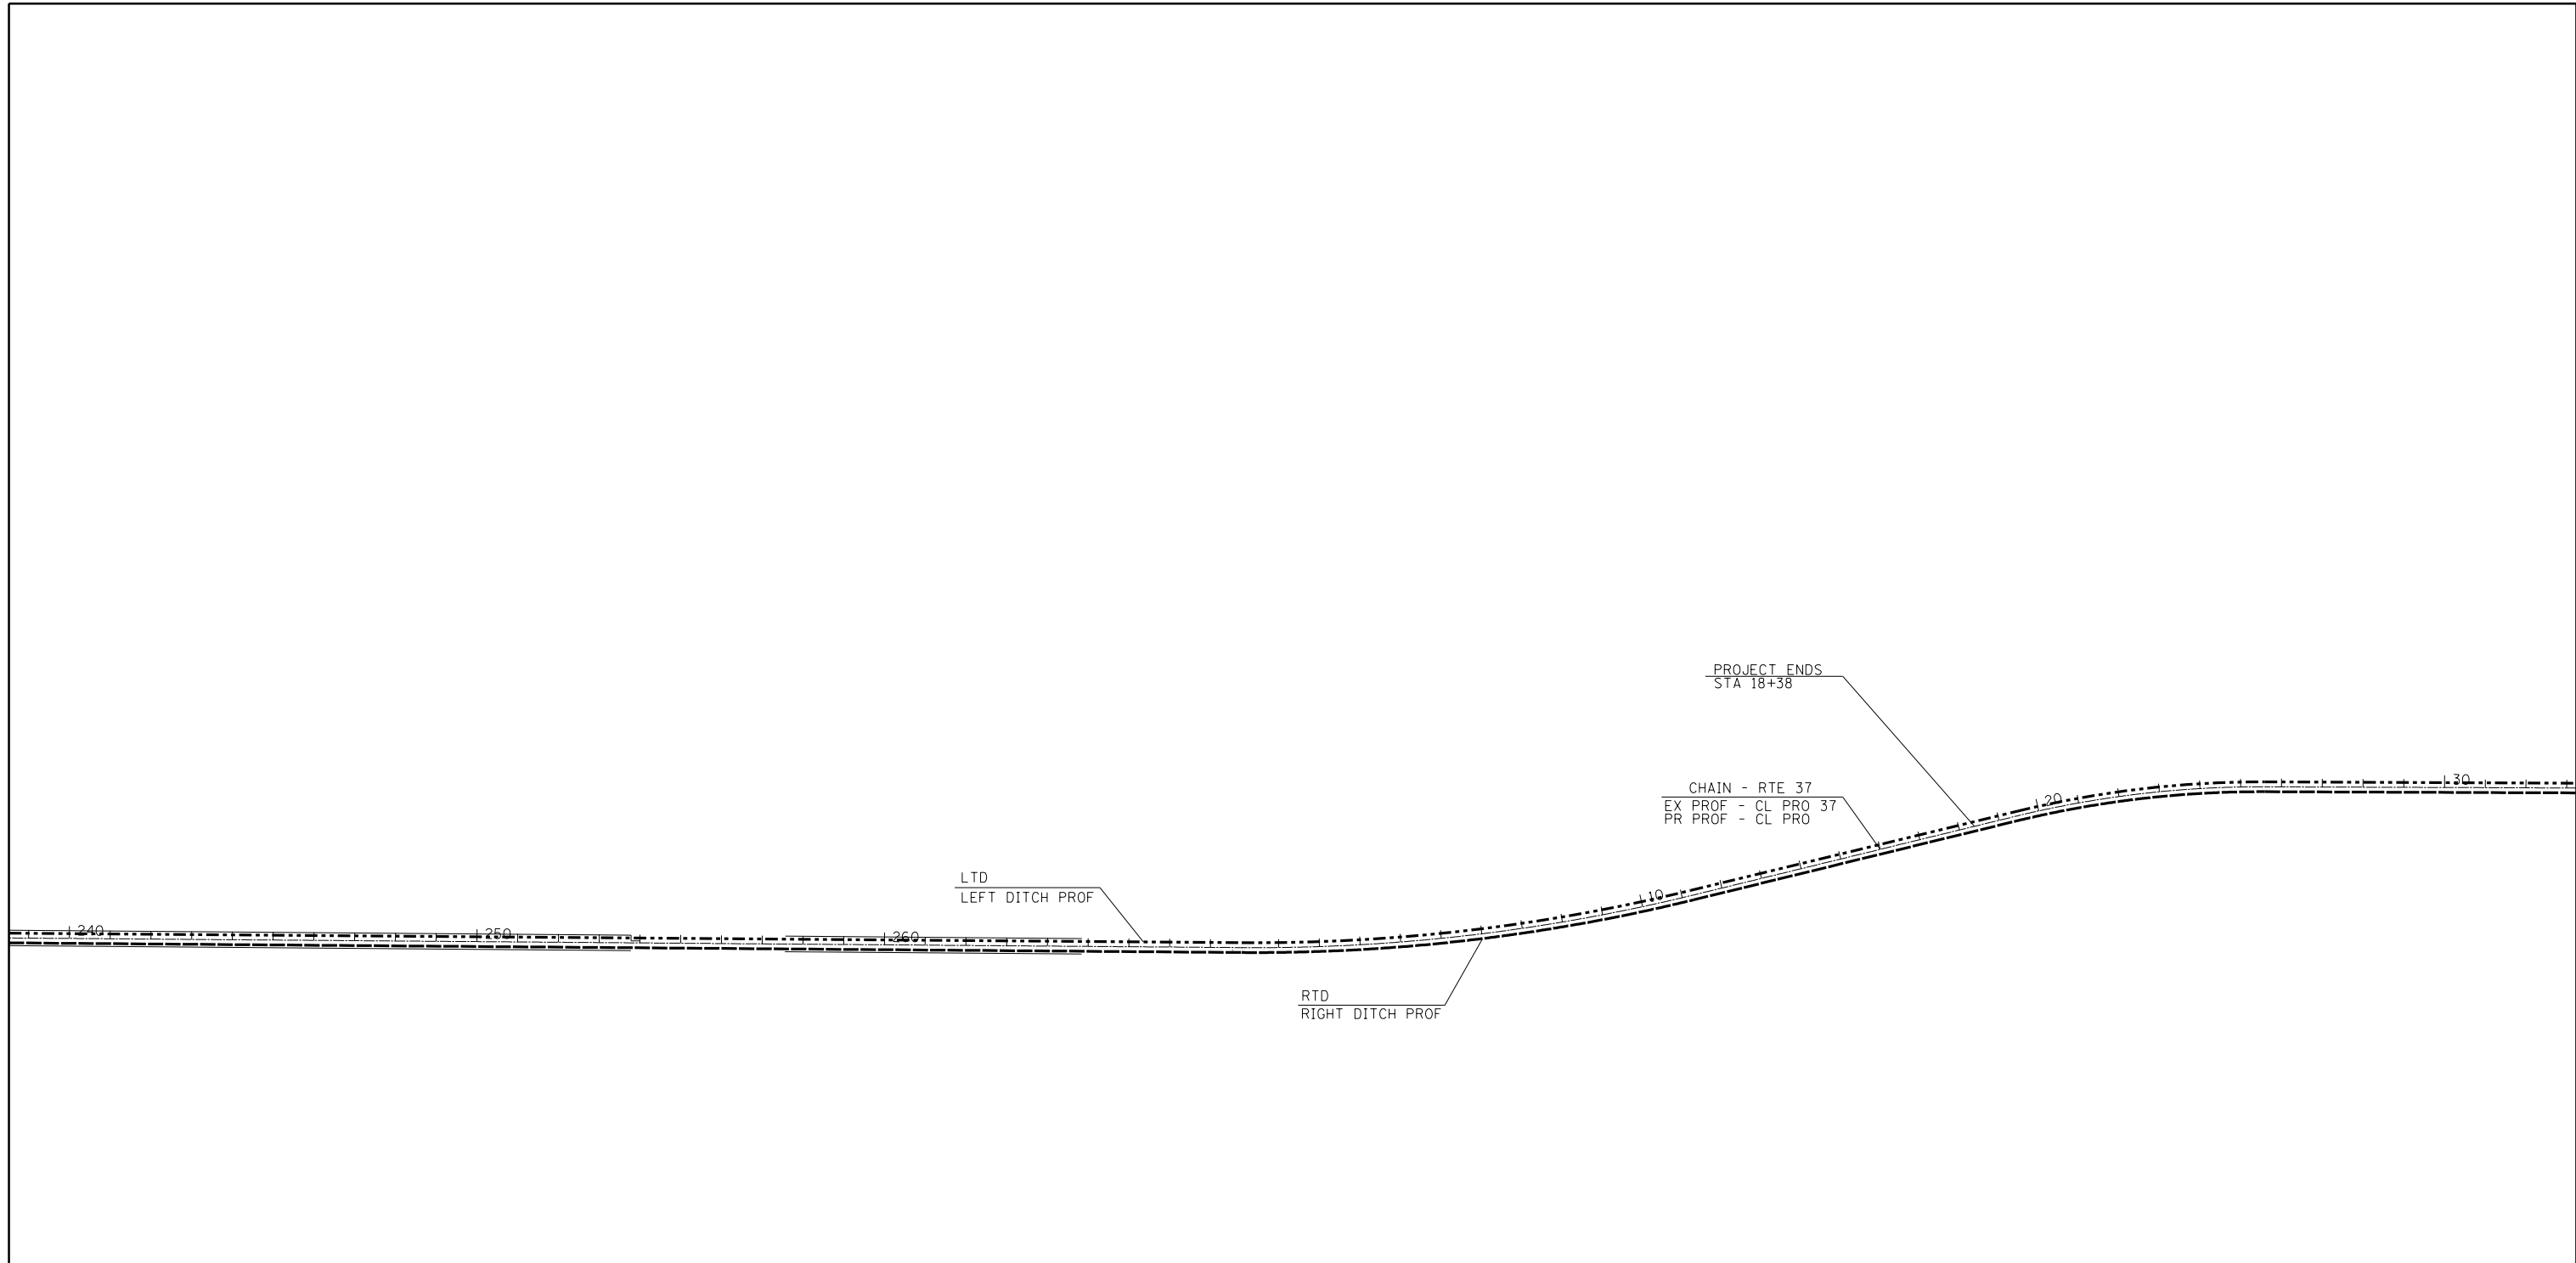 PROJECT ENDS
STA 18+38
CHAIN - RTE 37
EX PROF - CL PRO 37
PR PROF - CL PRO
LTD
LEFT DITCH PROF
RTD
RIGHT DITCH PROF
240
250
260
10
20
30